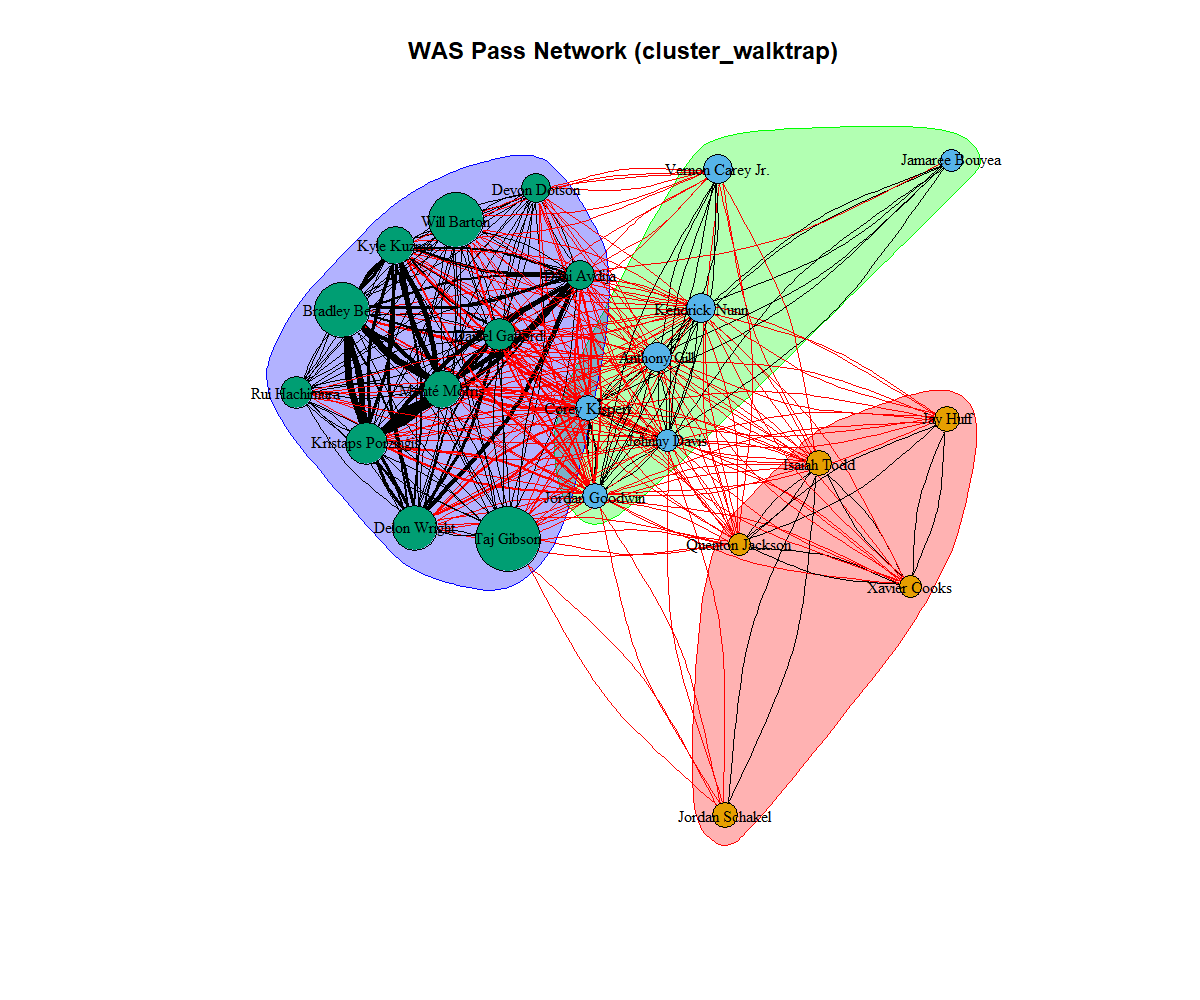 WAS Pass Network (cluster_walktrap)
Vernon Carey Jr.
Jamaree Bouyea
Devon Dotson
Will Barton
Kyle Kuzma
Deni Avdija
Bradley Beal
Kendrick Nunn
Daniel Gafford
Anthony Gill
Rui Hachimura
Monté Morris
Corey Kispert
Jay Huff
Kristaps Porzingis
Johnny Davis
Isaiah Todd
Jordan Goodwin
Delon Wright
Taj Gibson
Quenton Jackson
Xavier Cooks
Jordan Schakel